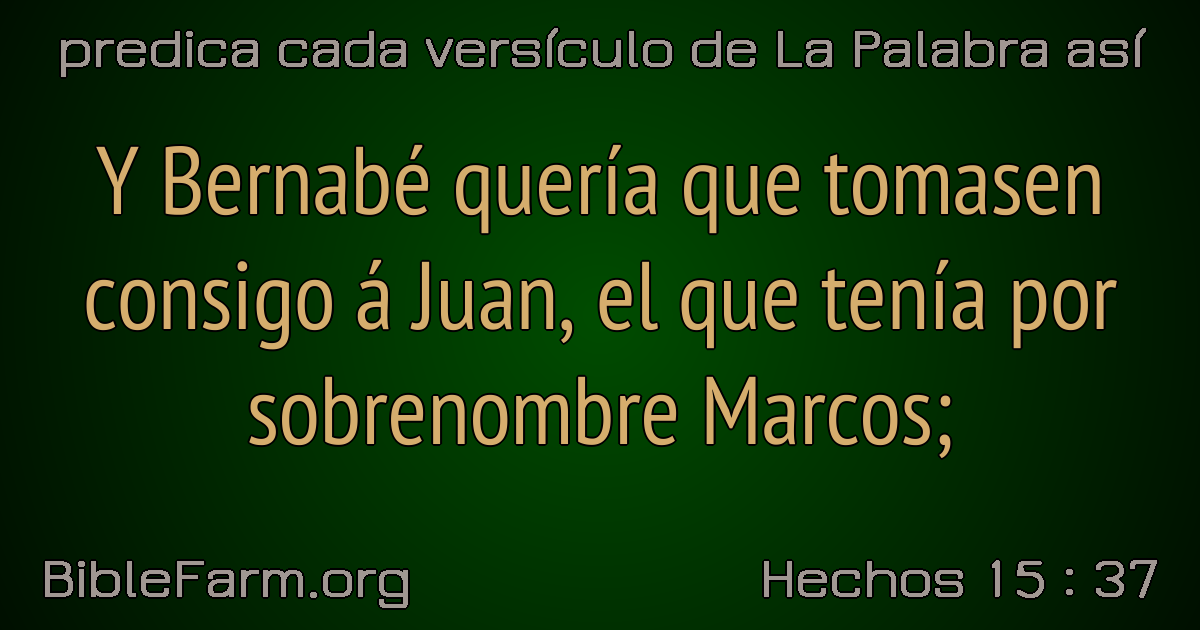 predica cada versículo de La Palabra así
Y Bernabé quería que tomasen
consigo á Juan, el que tenía por
sobrenombre Marcos;
BibleFarm.org
Hechos 15 : 37